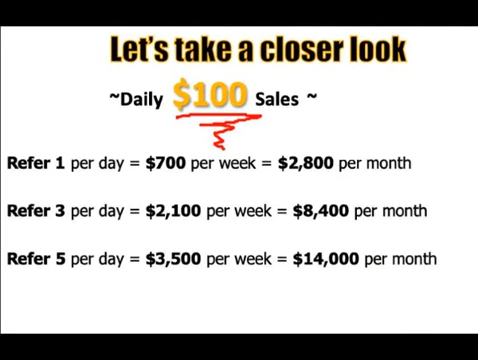 Let's take a closer look
~Daily $100 Sales ~
Refer 1 per day = $700 per week = $2,800 per month
Refer 3 per day = $2,100 per week = $8,400 per month
Refer 5 per day = $3,500 per week = $14,000 per month